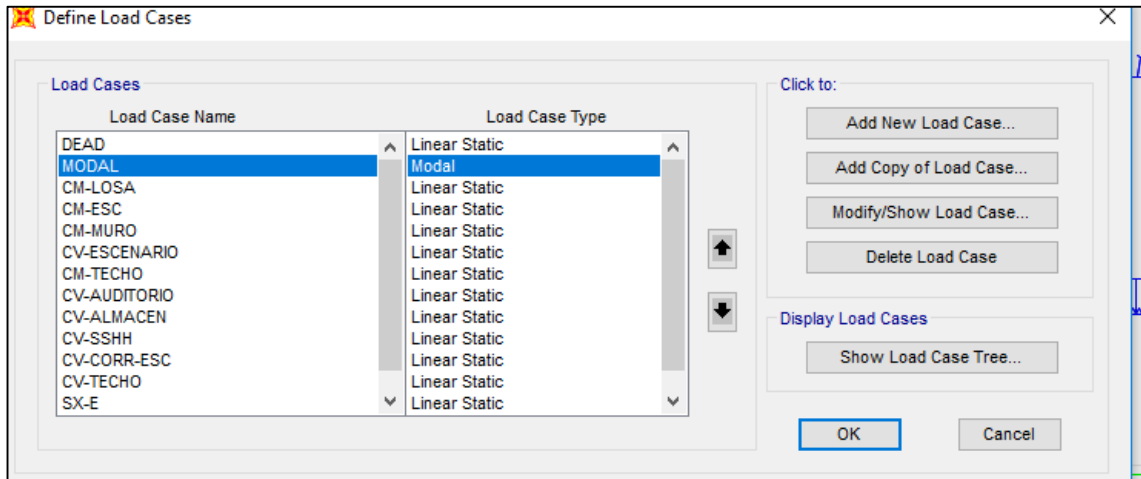 Define Load Cases
Load Cases
Click to:
Load Case Name Load Case Type
DEAD Linear Static
MODAL Modal
CM-LOSA Linear Static
CM-ESC Linear Static
CM-MURO Linear Static
CV-ESCENARIO Linear Static
CM-TECHO Linear Static
CV-AUDITORIO Linear Static
CV-ALMACEN Linear Static
CV-SSHH Linear Static
CV-CORR-ESC Linear Static
CV-TECHO Linear Static
SX-E Linear Static
Add New Load Case...
Add Copy of Load Case...
Modify/Show Load Case...
Delete Load Case
Display Load Cases
Show Load Case Tree...
OK Cancel